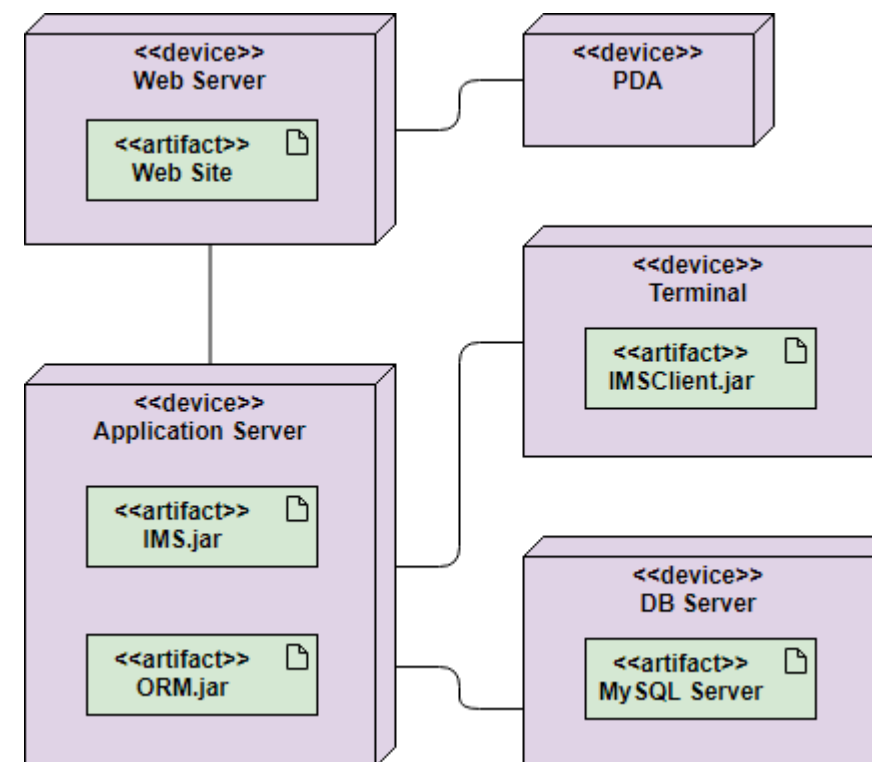 <<device>>
Web Server
<<artifact>>
Web Site
<<device>>
PDA
<<device>>
Terminal
<<artifact>>
IMSClient.jar
<<device>>
Application Server
<<artifact>>
IMS.jar
<<artifact>>
ORM.jar
<<device>>
DB Server
<<artifact>>
MySQL Server